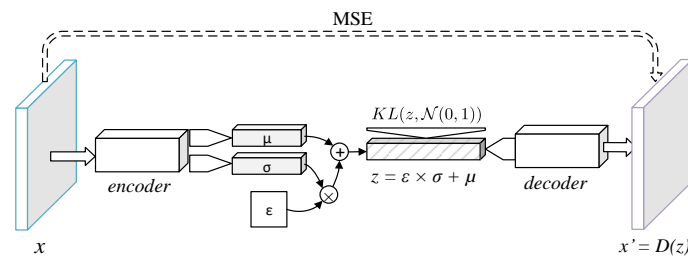 MSE
KL(z, N(0, 1))
μ
σ
+
×
ε
encoder
z = ε × σ + μ
decoder
x
x' = D(z)